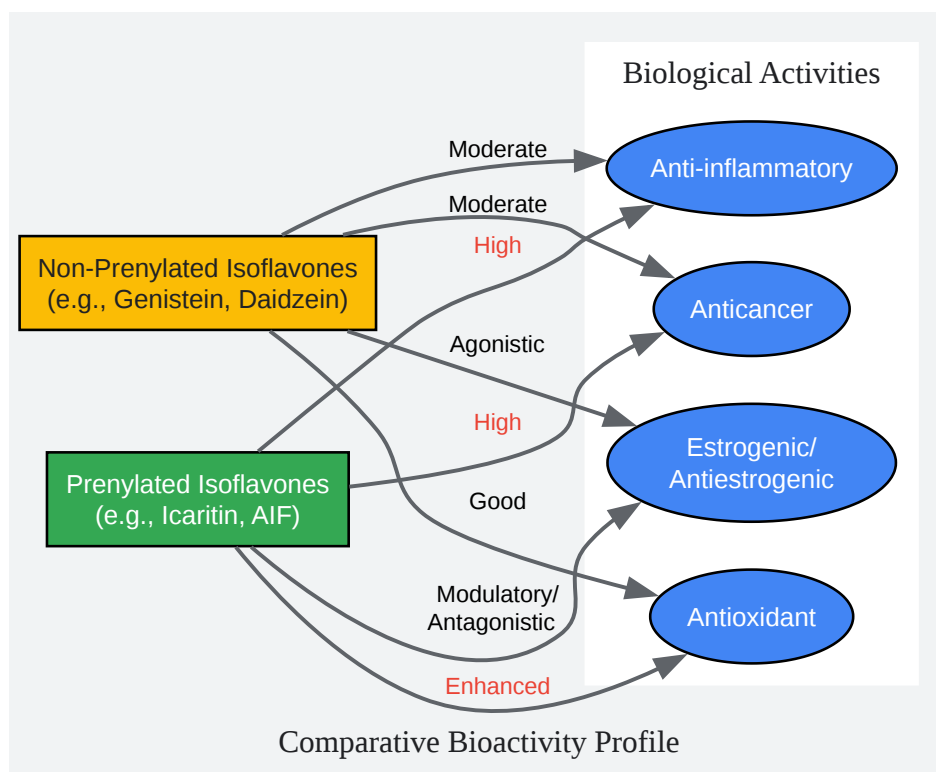 Biological Activities
Moderate
Anti-inflammatory
Moderate
High
Non-Prenylated Isoflavones
(e.g., Genistein, Daidzein)
Anticancer
Agonistic
High
Estrogenic/
Antiestrogenic
Prenylated Isoflavones
(e.g., Icaritin, AIF)
Good
Modulatory/
Antagonistic
Antioxidant
Enhanced
Comparative Bioactivity Profile